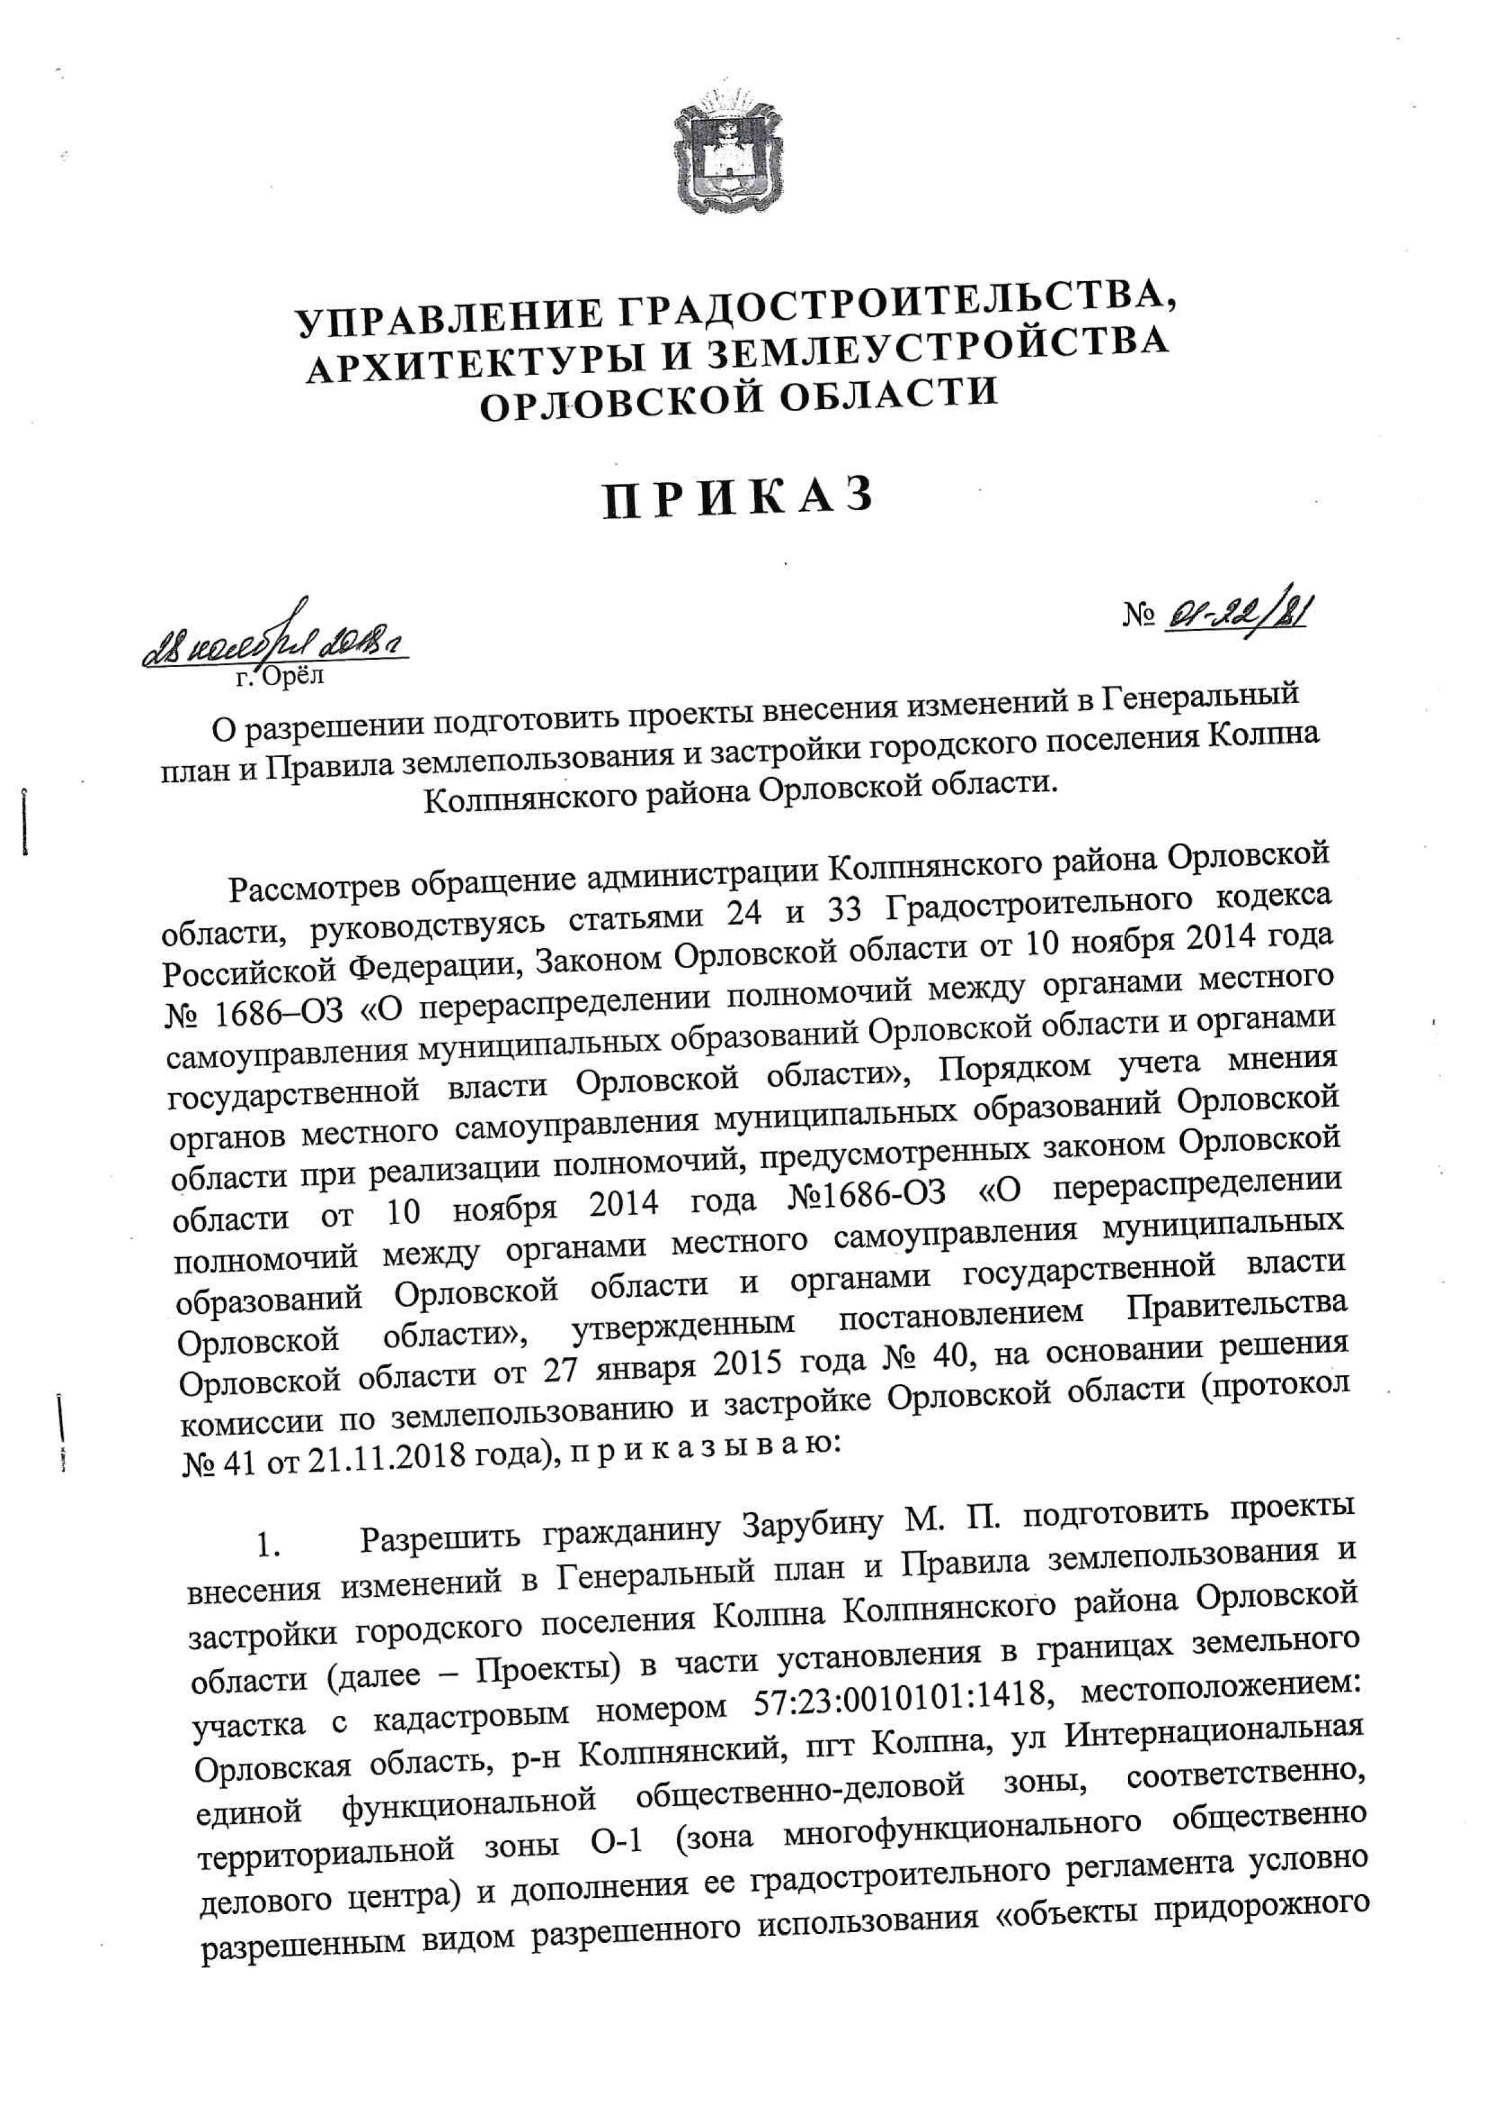 УПРАВЛЕНИЕ ГРАДОСТРОИТЕЛЬСТВА,
АРХИТЕКТУРЫ И ЗЕМЛЕУСТРОЙСТВА
ОРЛОВСКОЙ ОБЛАСТИ
П Р И К А З
28 ноября 2018 г
№ 01-22/81
г. Орёл
О разрешении подготовить проекты внесения изменений в Генеральный
план и Правила землепользования и застройки городского поселения Колпна
Колпнянского района Орловской области.
Рассмотрев обращение администрации Колпнянского района Орловской
области, руководствуясь статьями 24 и 33 Градостроительного кодекса
Российской Федерации, Законом Орловской области от 10 ноября 2014 года
№ 1686–ОЗ «О перераспределении полномочий между органами местного
самоуправления муниципальных образований Орловской области и органами
государственной власти Орловской области», Порядком учета мнения
органов местного самоуправления муниципальных образований Орловской
области при реализации полномочий, предусмотренных законом Орловской
области от 10 ноября 2014 года №1686-ОЗ «О перераспределении
полномочий между органами местного самоуправления муниципальных
образований Орловской области и органами государственной власти
Орловской области», утвержденным постановлением Правительства
Орловской области от 27 января 2015 года № 40, на основании решения
комиссии по землепользованию и застройке Орловской области (протокол
№ 41 от 21.11.2018 года), п р и к а з ы в а ю:
1. Разрешить гражданину Зарубину М. П. подготовить проекты
внесения изменений в Генеральный план и Правила землепользования и
застройки городского поселения Колпна Колпнянского района Орловской
области (далее – Проекты) в части установления в границах земельного
участка с кадастровым номером 57:23:0010101:1418, местоположением:
Орловская область, р-н Колпнянский, пгт Колпна, ул Интернациональная
единой функциональной общественно-деловой зоны, соответственно,
территориальной зоны О-1 (зона многофункционального общественно
делового центра) и дополнения ее градостроительного регламента условно
разрешенным видом разрешенного использования «объекты придорожного